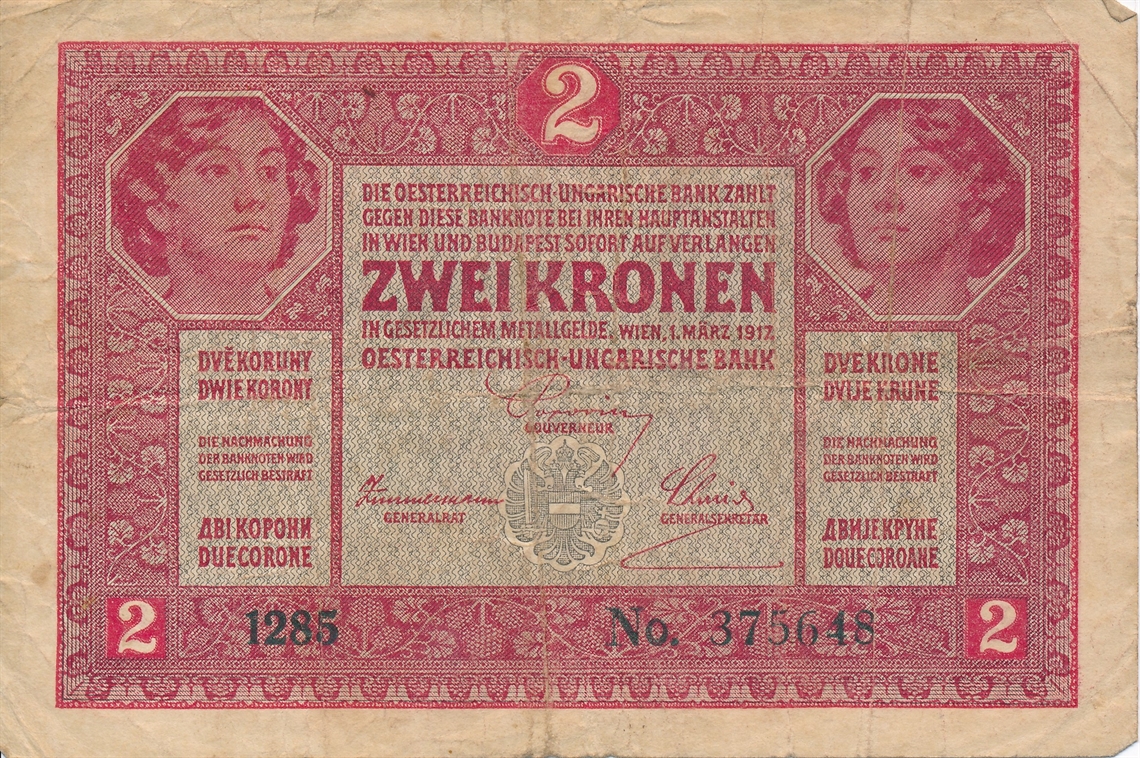 2
DIE OESTERREICHISCH-UNGARISCHE BANK ZAHLT
GEGEN DIESE BANKNOTE BEI IHREN HAUPTANSTALTEN
IN WIEN UND BUDAPEST SOFORT AUF VERLANGEN
ZWEI KRONEN
IN GESETZLICHEM METALLGELDE. WIEN, 1. MÄRZ 1917
OESTERREICHISCH-UNGARISCHE BANK
Popovics
GOUVERNEUR
Zimmermann
GENERALRAT
GENERALSEKRETÄR
DVĚ KORUNY
DWIE KORONY
DIE NACHMACHUNG
DER BANKNOTEN WIRD
GESETZLICH BESTRAFT
ДВІ КОРОНИ
DUE CORONE
DVE KRONE
DVIJE KRUNE
DIE NACHMACHUNG
DER BANKNOTEN WIRD
GESETZLICH BESTRAFT
ДВИЈЕ КРУНЕ
DOUE COROANE
2
1285
No. 375648
2